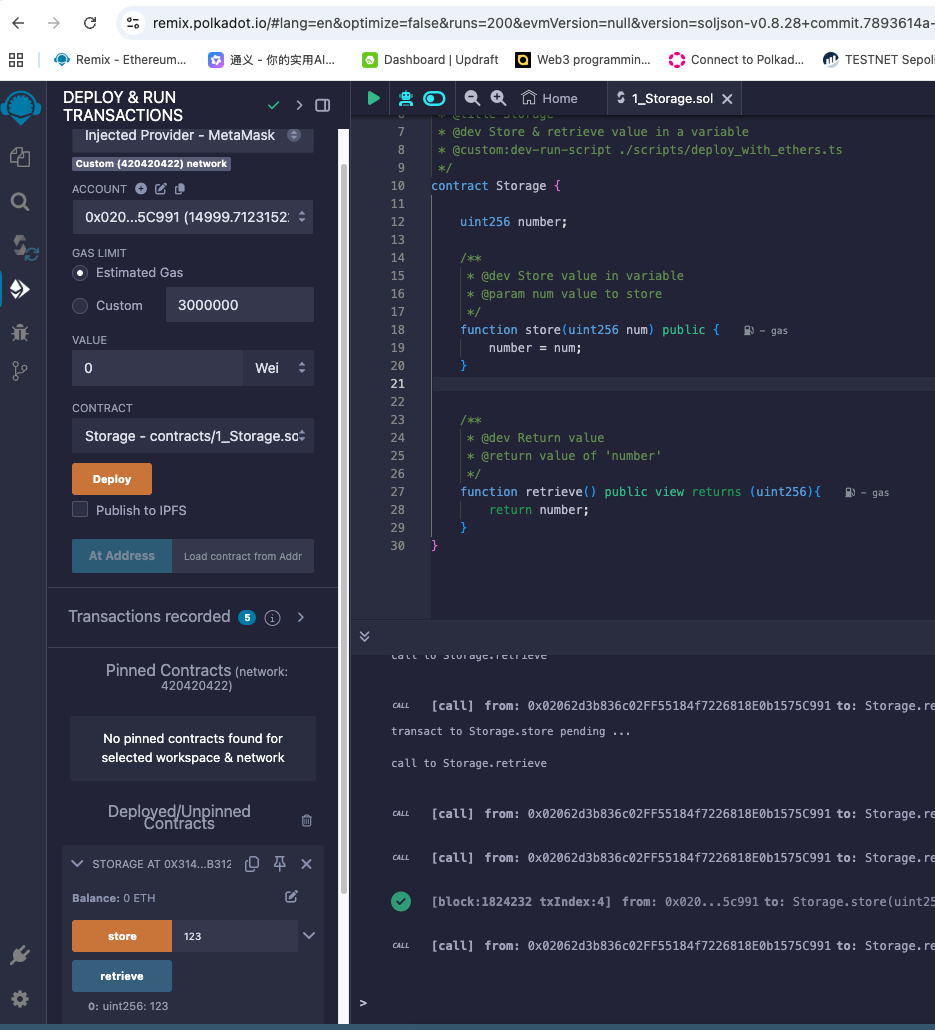 remix.polkadot.io/#lang=en&optimize=false&runs=200&evmVersion=null&version=soljson-v0.8.28+commit.7893614a-
Remix - Ethereum...
通义 - 你的实用AI...
Dashboard | Updraft
Web3 programmin...
Connect to Polkad...
TESTNET Sepoli
DEPLOY & RUN
TRANSACTIONS
Injected Provider - MetaMask
Custom (420420422) network
ACCOUNT
0x020...5C991 (14999.7123152
GAS LIMIT
Estimated Gas
Custom
3000000
VALUE
0
Wei
CONTRACT
Storage - contracts/1_Storage.sc
Deploy
Publish to IPFS
At Address
Load contract from Addr
Transactions recorded 5 i
Pinned Contracts (network:
420420422)
No pinned contracts found for
selected workspace & network
Deployed/Unpinned
Contracts
STORAGE AT 0X314...B312
Balance: 0 ETH
store
123
retrieve
0: uint256: 123
Home
1_Storage.sol
6 * @title Storage
7 * @dev Store & retrieve value in a variable
8 * @custom:dev-run-script ./scripts/deploy_with_ethers.ts
9 */
10 contract Storage {
11
12 uint256 number;
13
14 /**
15 * @dev Store value in variable
16 * @param num value to store
17 */
18 function store(uint256 num) public { - gas
19 number = num;
20 }
21
22
23 /**
24 * @dev Return value
25 * @return value of 'number'
26 */
27 function retrieve() public view returns (uint256){ - gas
28 return number;
29 }
30 }
call to Storage.retrieve
CALL [call] from: 0x02062d3b836c02FF55184f7226818E0b1575C991 to: Storage.re
transact to Storage.store pending ...
call to Storage.retrieve
CALL [call] from: 0x02062d3b836c02FF55184f7226818E0b1575C991 to: Storage.re
CALL [call] from: 0x02062d3b836c02FF55184f7226818E0b1575C991 to: Storage.re
[block:1824232 txIndex:4] from: 0x020...5c991 to: Storage.store(uint25
CALL [call] from: 0x02062d3b836c02FF55184f7226818E0b1575C991 to: Storage.re
>